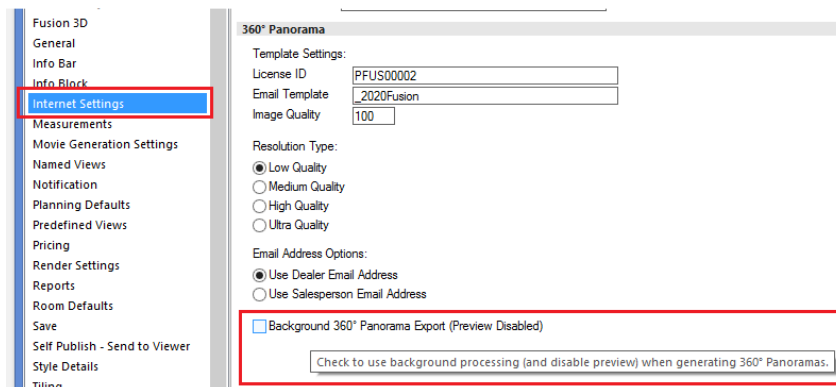 Fusion 3D
General
Info Bar
Info Block
Internet Settings
Measurements
Movie Generation Settings
Named Views
Notification
Planning Defaults
Predefined Views
Pricing
Render Settings
Reports
Room Defaults
Save
Self Publish - Send to Viewer
Style Details
Tiling
360° Panorama
Template Settings:
License ID PFUS00002
Email Template _2020Fusion
Image Quality 100
Resolution Type:
Low Quality
Medium Quality
High Quality
Ultra Quality
Email Address Options:
Use Dealer Email Address
Use Salesperson Email Address
Background 360° Panorama Export (Preview Disabled)
Check to use background processing (and disable preview) when generating 360° Panoramas.